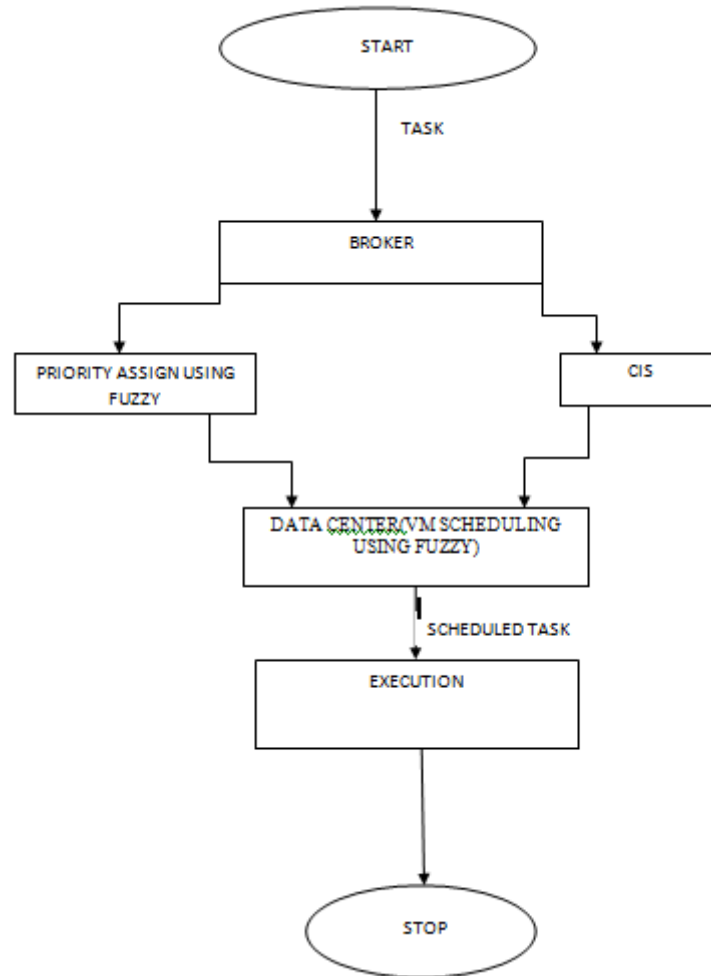 START
TASK
BROKER
PRIORITY ASSIGN USING
FUZZY
CIS
DATA CENTER(VM SCHEDULING
USING FUZZY)
SCHEDULED TASK
EXECUTION
STOP